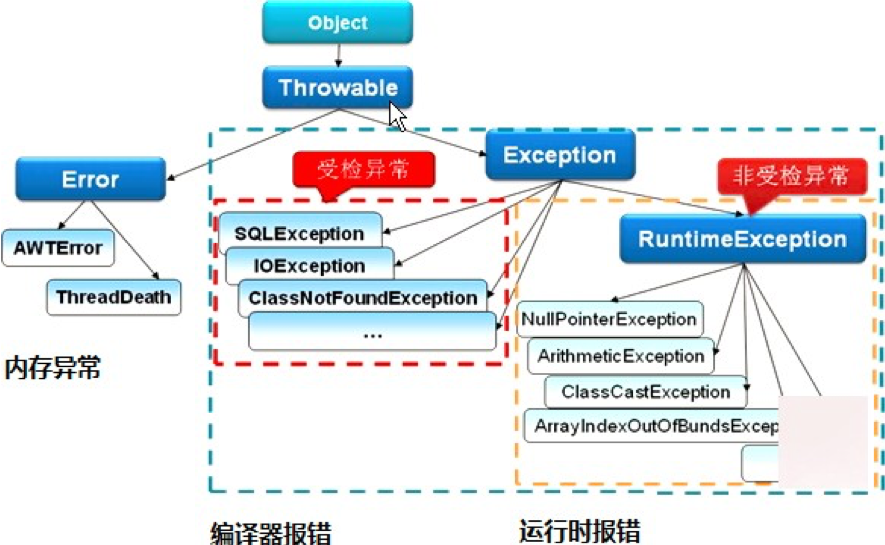 Object
Throwable
Exception
Error
受检异常
非受检异常
AWTError
ThreadDeath
内存异常
SQLException
IOException
ClassNotFoundException
...
RuntimeException
NullPointerException
ArithmeticException
ClassCastException
ArrayIndexOutOfBundsExcep
编译器报错
运行时报错